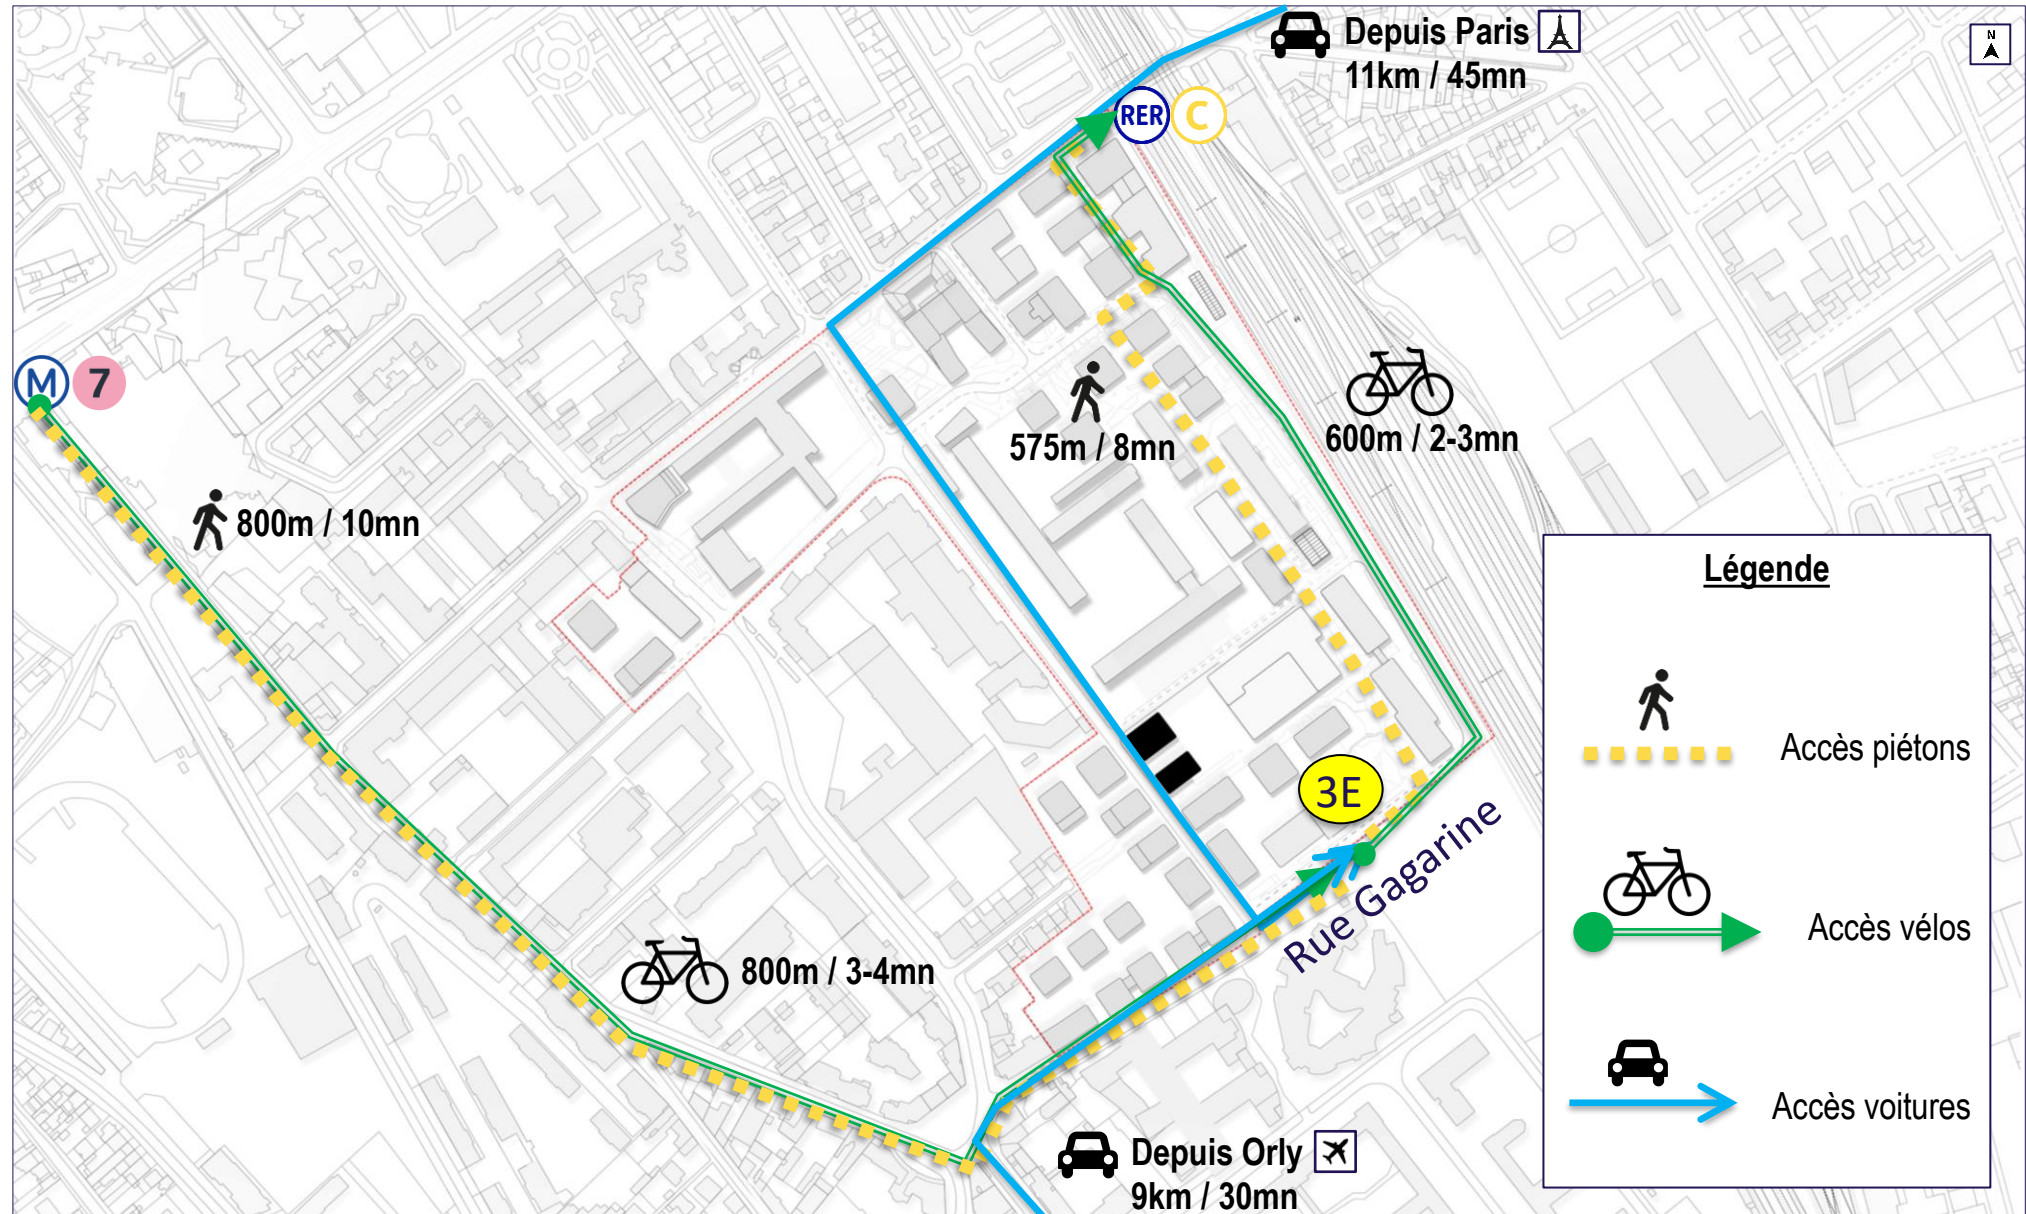 Depuis Paris
11km / 45mn
N
RER C
M 7
575m / 8mn
600m / 2-3mn
800m / 10mn
Légende
Accès piétons
3E
Rue Gagarine
Accès vélos
800m / 3-4mn
Accès voitures
Depuis Orly
9km / 30mn